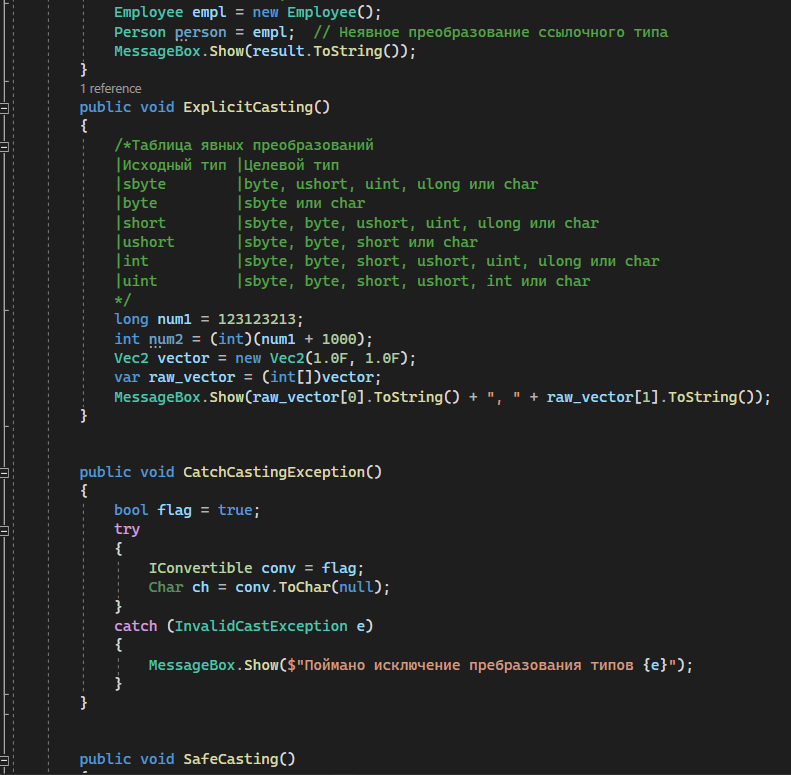 Employee empl = new Employee();
Person person = empl;  // Неявное преобразование ссылочного типа
MessageBox.Show(result.ToString());
}
1 reference
public void ExplicitCasting()
{
/*Таблица явных преобразований
|Исходный тип |Целевой тип
|sbyte        |byte, ushort, uint, ulong или char
|byte         |sbyte или char
|short        |sbyte, byte, ushort, uint, ulong или char
|ushort       |sbyte, byte, short или char
|int          |sbyte, byte, short, ushort, uint, ulong или char
|uint         |sbyte, byte, short, ushort, int или char
*/
long num1 = 123123213;
int num2 = (int)(num1 + 1000);
Vec2 vector = new Vec2(1.0F, 1.0F);
var raw_vector = (int[])vector;
MessageBox.Show(raw_vector[0].ToString() + ", " + raw_vector[1].ToString());
}
public void CatchCastingException()
{
bool flag = true;
try
{
IConvertible conv = flag;
Char ch = conv.ToChar(null);
}
catch (InvalidCastException e)
{
MessageBox.Show($"Поймано исключение пребразования типов {e}");
}
}
public void SafeCasting()